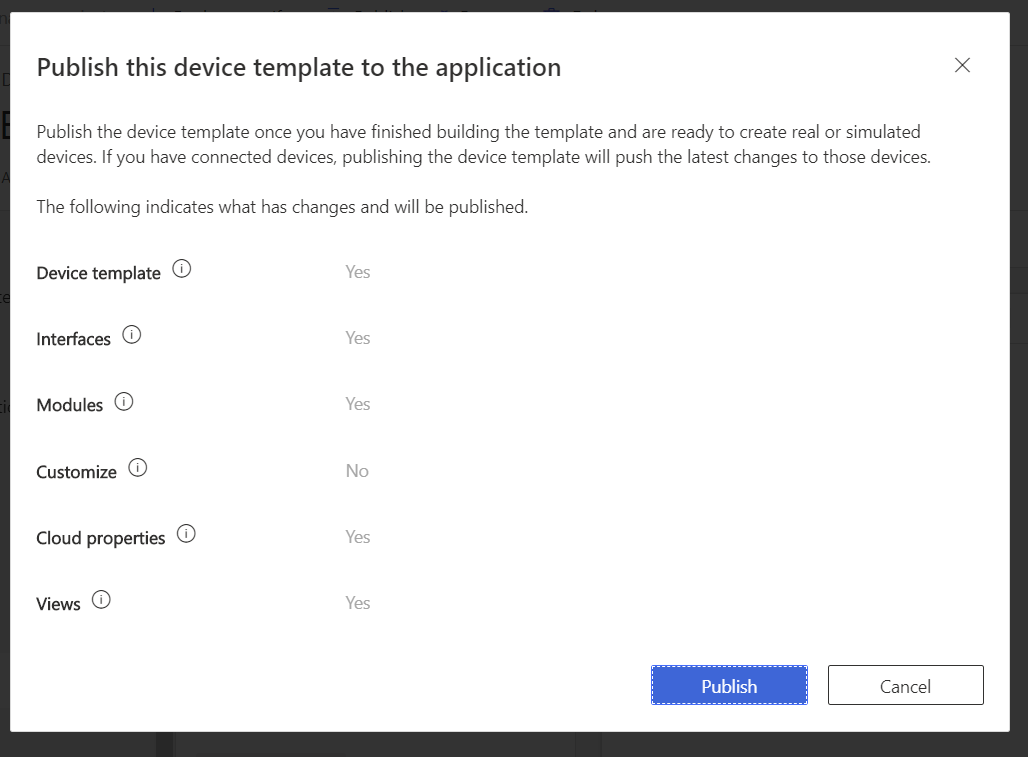 Publish this device template to the application
Publish the device template once you have finished building the template and are ready to create real or simulated
devices. If you have connected devices, publishing the device template will push the latest changes to those devices.
The following indicates what has changes and will be published.
Device template Yes
Interfaces Yes
Modules Yes
Customize No
Cloud properties Yes
Views Yes
Publish Cancel